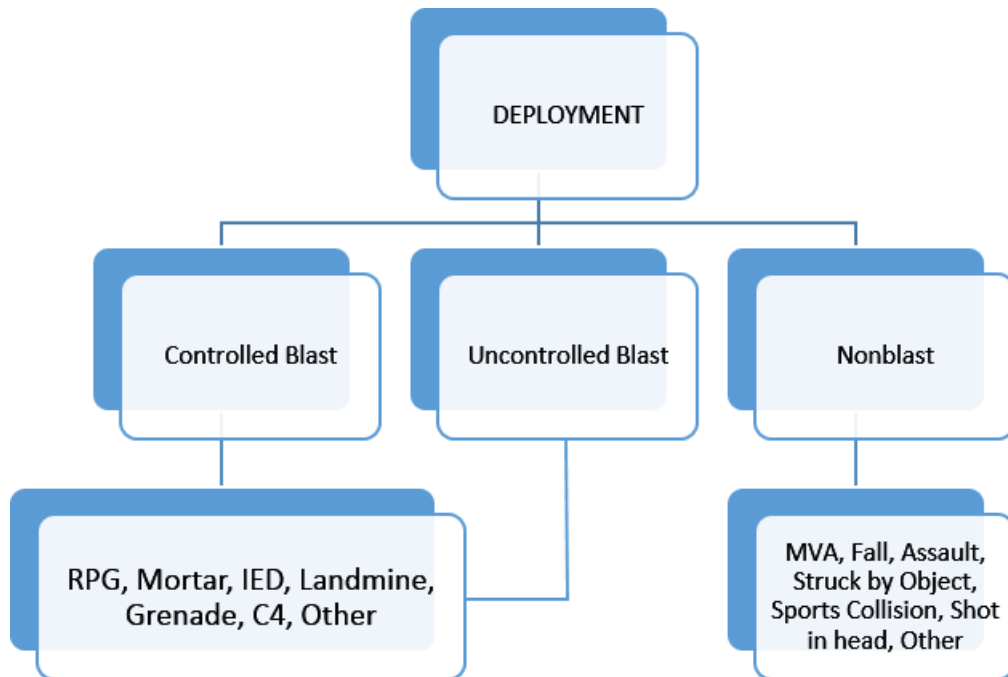 DEPLOYMENT
Controlled Blast
Uncontrolled Blast
Nonblast
RPG, Mortar, IED, Landmine,
Grenade, C4, Other
MVA, Fall, Assault,
Struck by Object,
Sports Collision, Shot
in head, Other